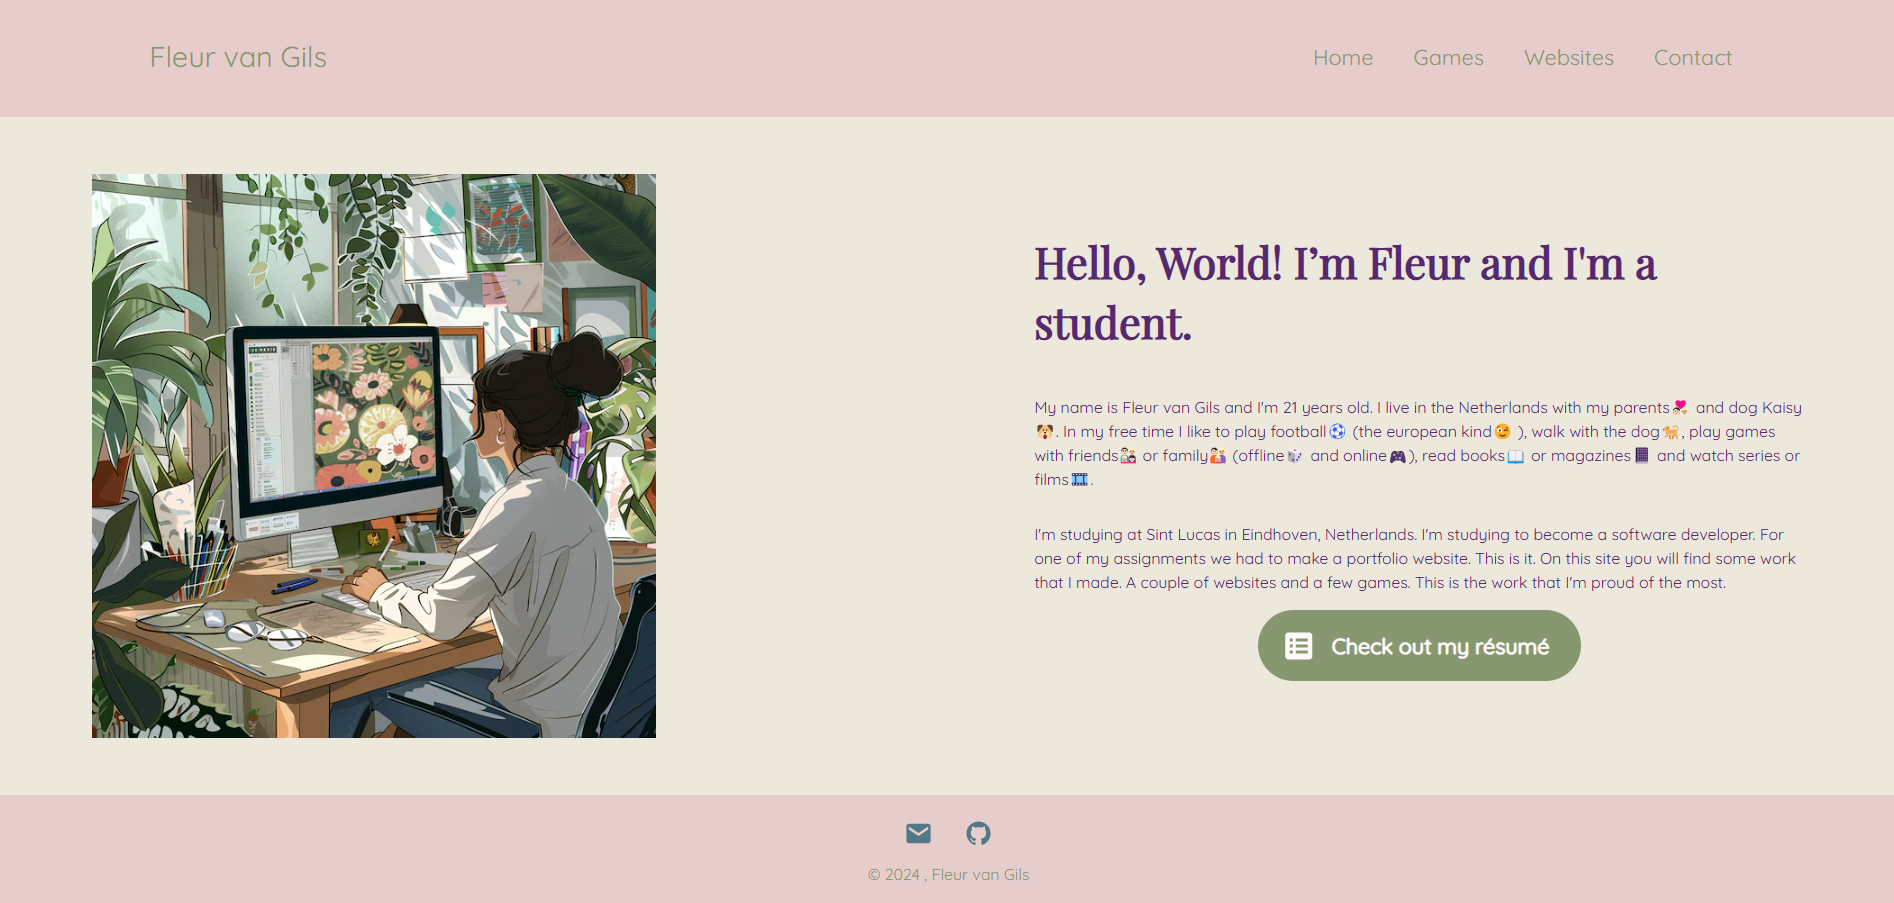 Fleur van Gils
Home Games Websites Contact
Hello, World! I’m Fleur and I'm a
student.
My name is Fleur van Gils and I'm 21 years old. I live in the Netherlands with my parents💏 and dog Kaisy
🐶. In my free time I like to play football⚽ (the european kind😉 ), walk with the dog🐕, play games
with friends👫 or family👪 (offline🎲 and online🎮), read books📖 or magazines📓 and watch series or
films🎞️.
I'm studying at Sint Lucas in Eindhoven, Netherlands. I'm studying to become a software developer. For
one of my assignments we had to make a portfolio website. This is it. On this site you will find some work
that I made. A couple of websites and a few games. This is the work that I'm proud of the most.
Check out my résumé
© 2024 , Fleur van Gils